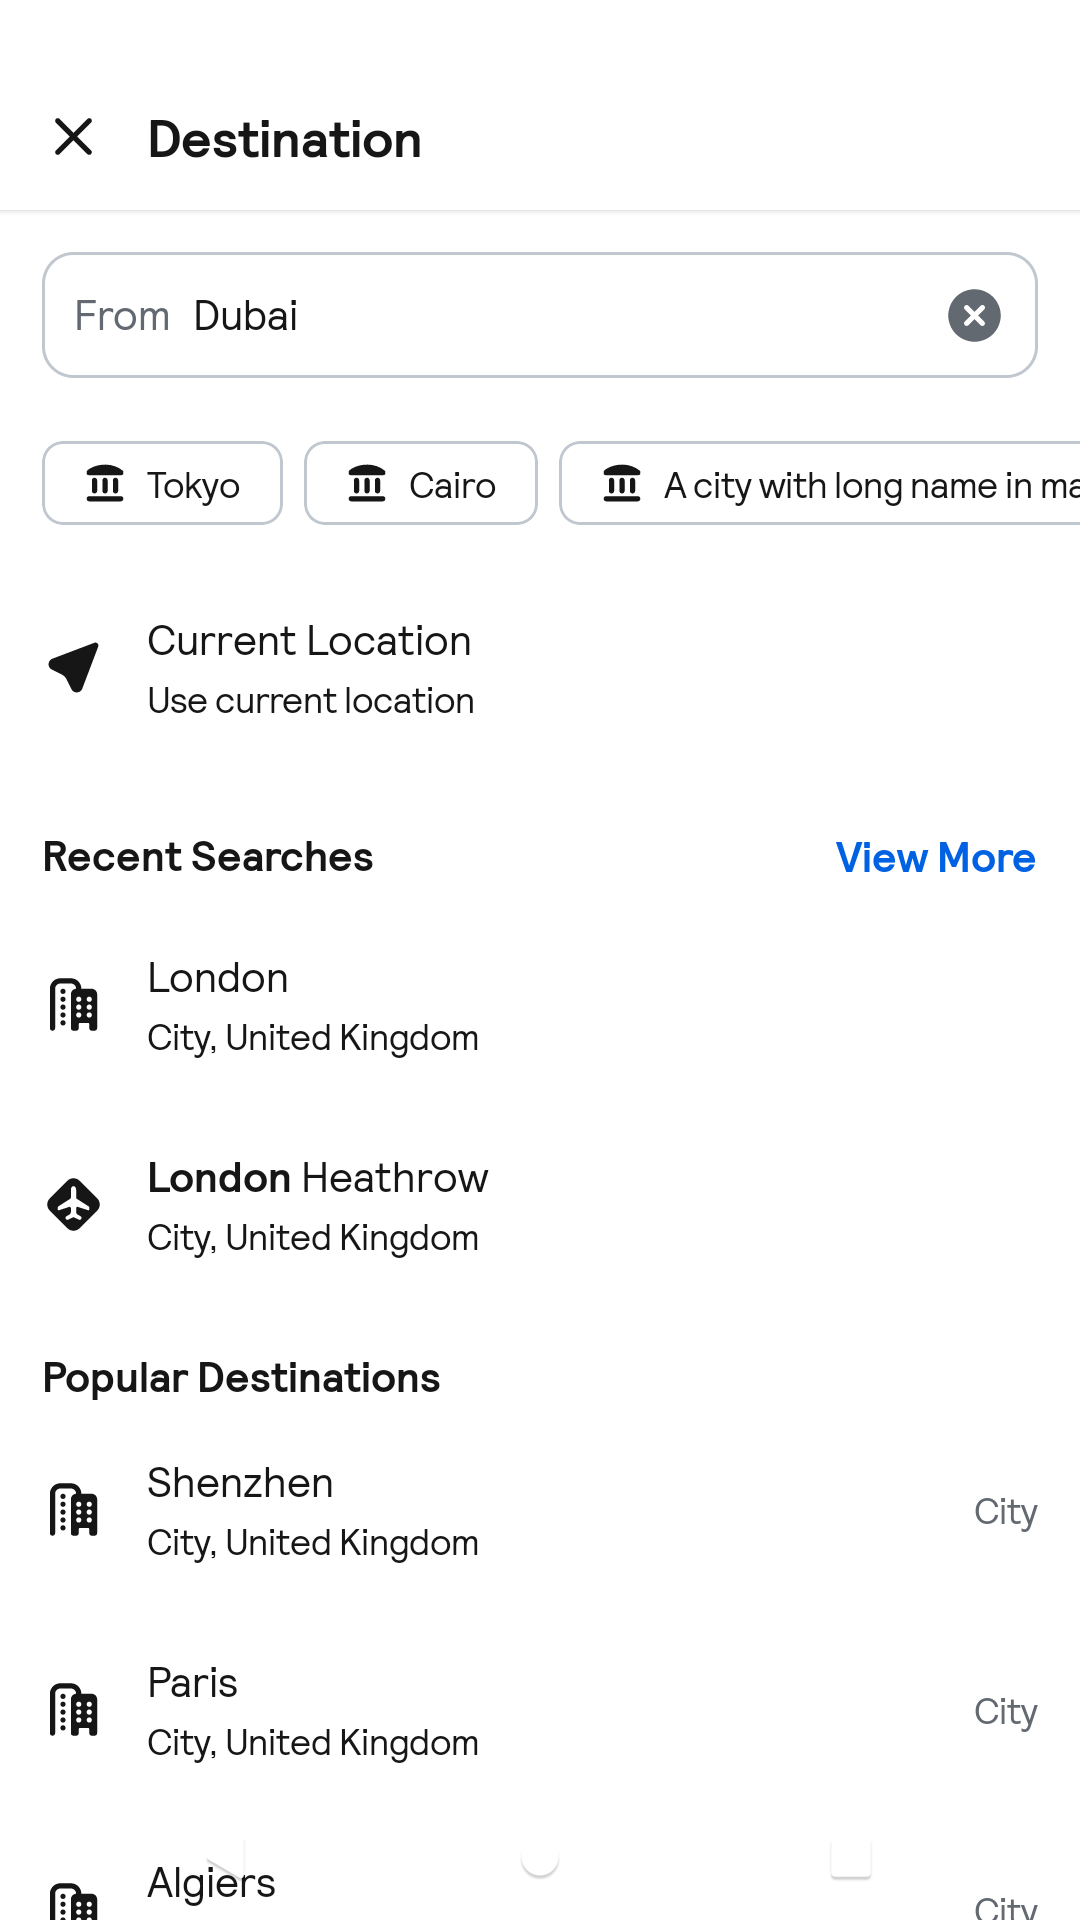 Destination
From Dubai
Tokyo
Cairo
A city with long name in ma
Current Location
Use current location
Recent Searches
View More
London
City, United Kingdom
London Heathrow
City, United Kingdom
Popular Destinations
Shenzhen
City, United Kingdom
City
Paris
City, United Kingdom
City
Algiers
City